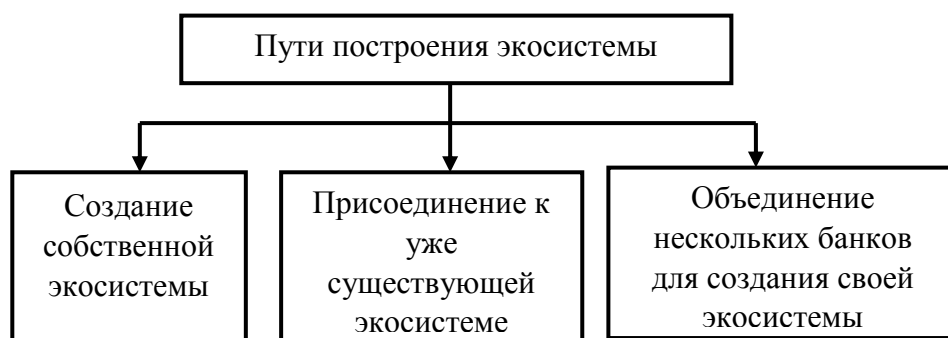 Пути построения экосистемы
Создание
собственной
экосистемы
Присоединение к
уже
существующей
экосистеме
Объединение
нескольких банков
для создания своей
экосистемы